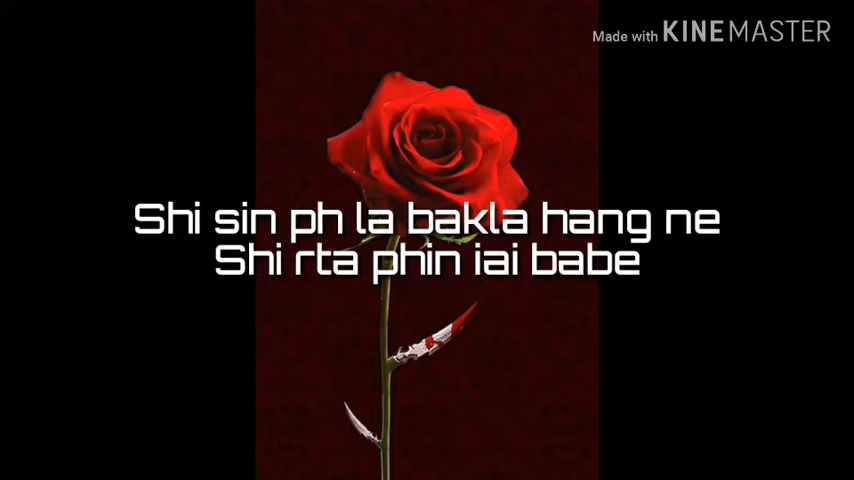 Made with KINEMASTER
Shi sin ph la bakla hang ne
Shi rta phin iai babe